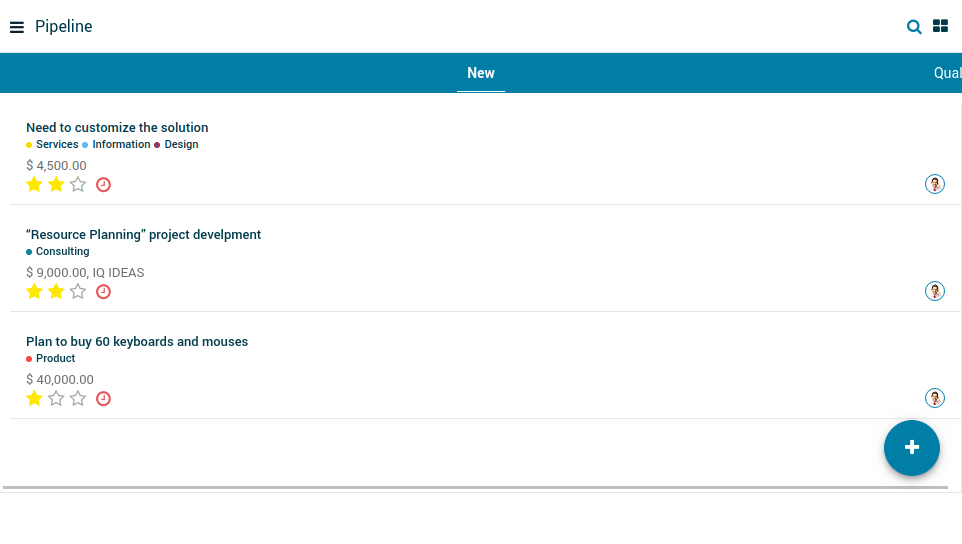 Pipeline
New
Qual
Need to customize the solution
Services Information Design
$ 4,500.00
“Resource Planning” project develpment
Consulting
$ 9,000.00, IQ IDEAS
Plan to buy 60 keyboards and mouses
Product
$ 40,000.00